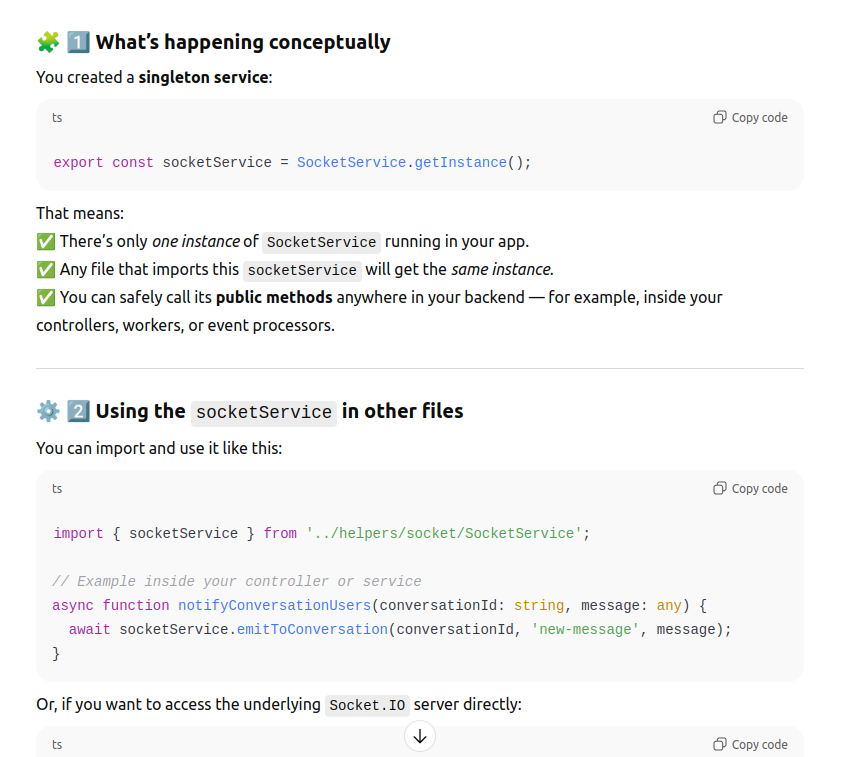 🧩 1️⃣ What’s happening conceptually
You created a singleton service:
ts
Copy code
export const socketService = SocketService.getInstance();
That means:
✅ There’s only one instance of SocketService running in your app.
✅ Any file that imports this socketService will get the same instance.
✅ You can safely call its public methods anywhere in your backend — for example, inside your
controllers, workers, or event processors.
⚙️ 2️⃣ Using the socketService in other files
You can import and use it like this:
ts
Copy code
import { socketService } from '../helpers/socket/SocketService';
// Example inside your controller or service
async function notifyConversationUsers(conversationId: string, message: any) {
  await socketService.emitToConversation(conversationId, 'new-message', message);
}
Or, if you want to access the underlying Socket.IO server directly:
ts
Copy code